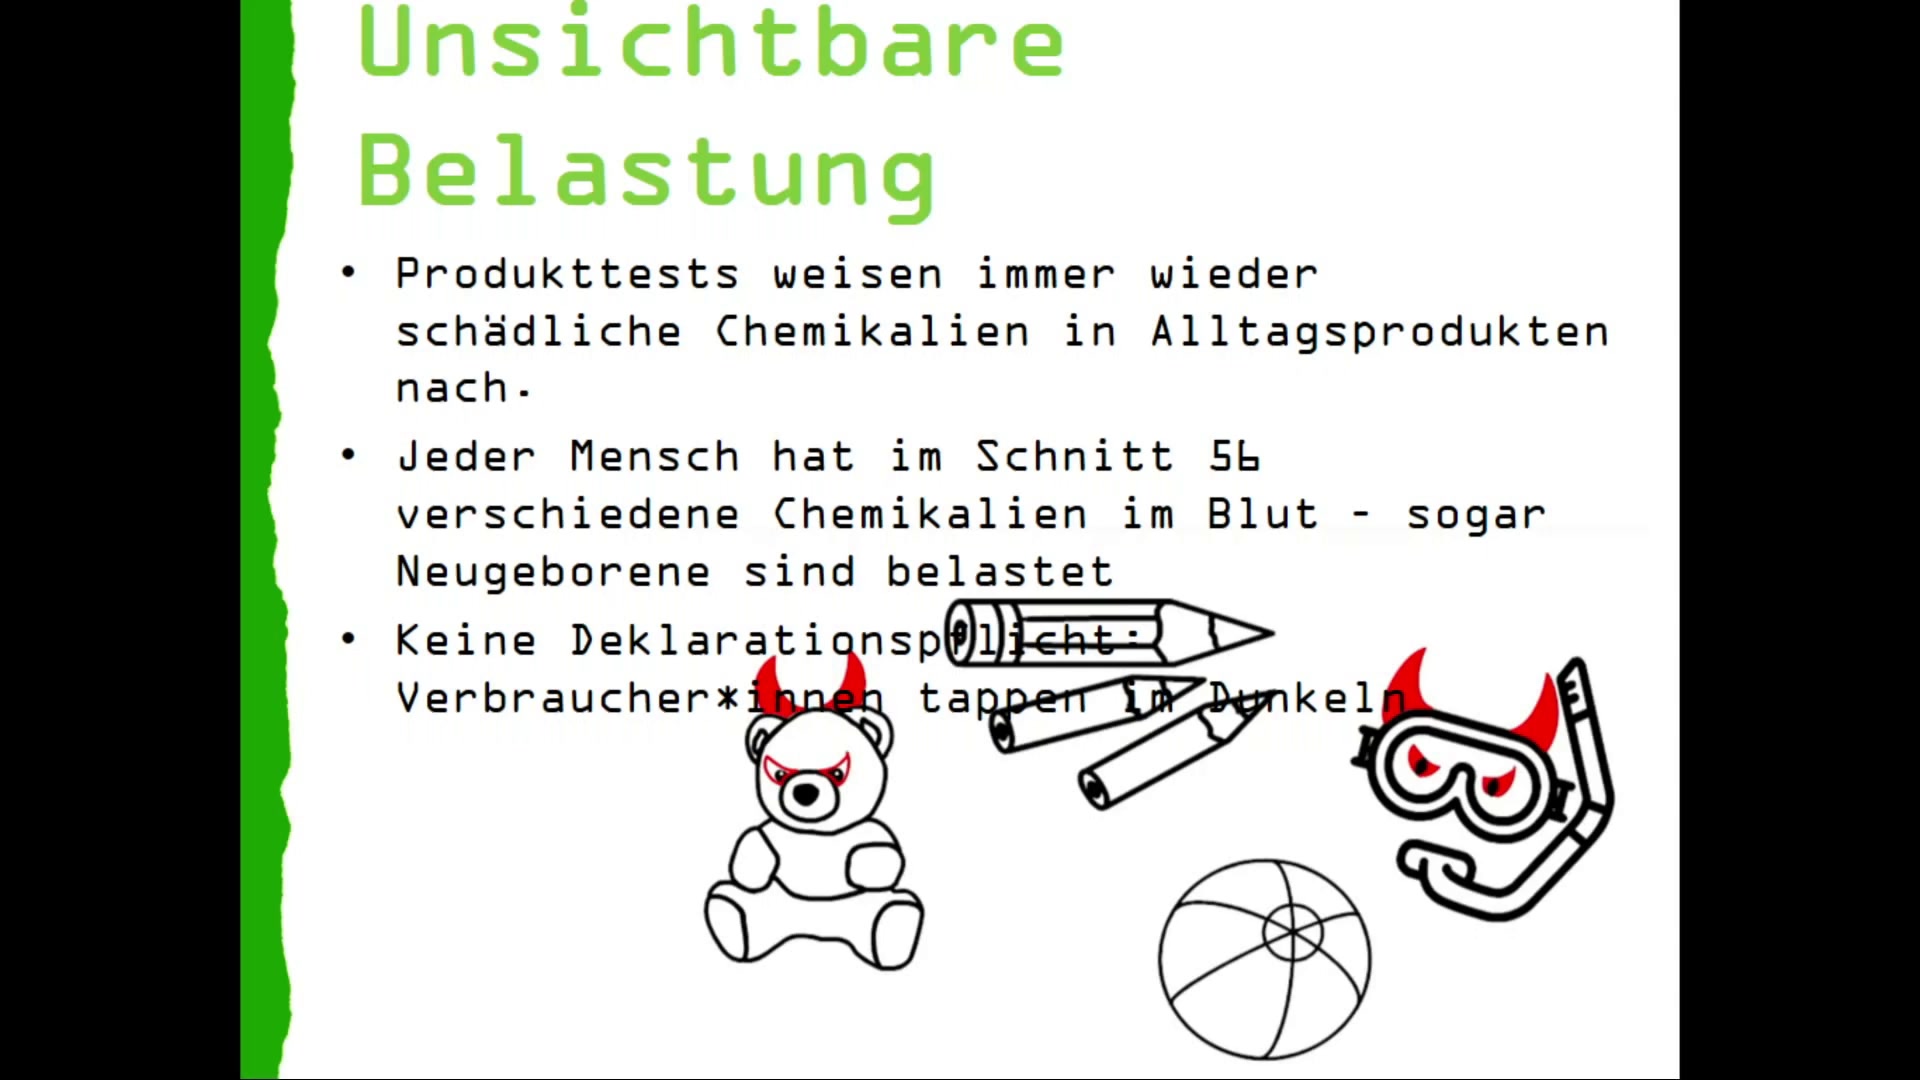 Unsichtbare
Belastung
• Produkttests weisen immer wieder
schädliche Chemikalien in Alltagsprodukten
nach.
• Jeder Mensch hat im Schnitt 56
verschiedene Chemikalien im Blut - sogar
Neugeborene sind belastet
• Keine Deklarationspflicht:
Verbraucher*innen tappen im Dunkeln